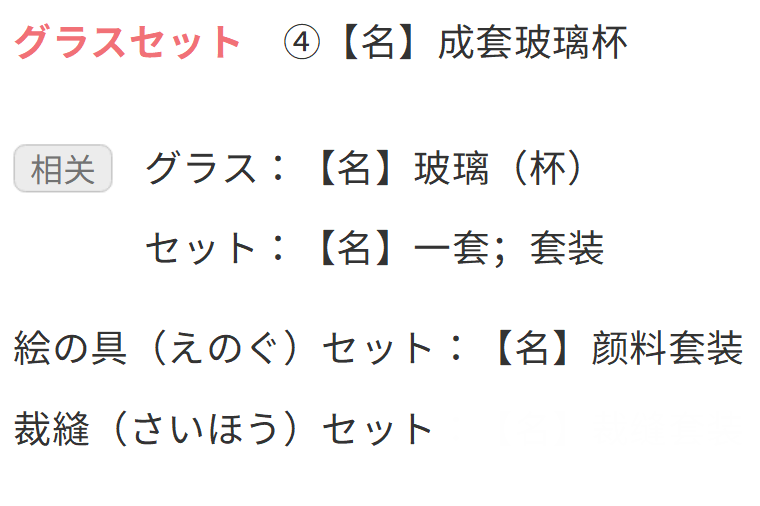 グラスセット ④【名】成套玻璃杯
相关 グラス：【名】玻璃（杯）
セット：【名】一套；套装
絵の具（えのぐ）セット：【名】颜料套装
裁縫（さいほう）セット